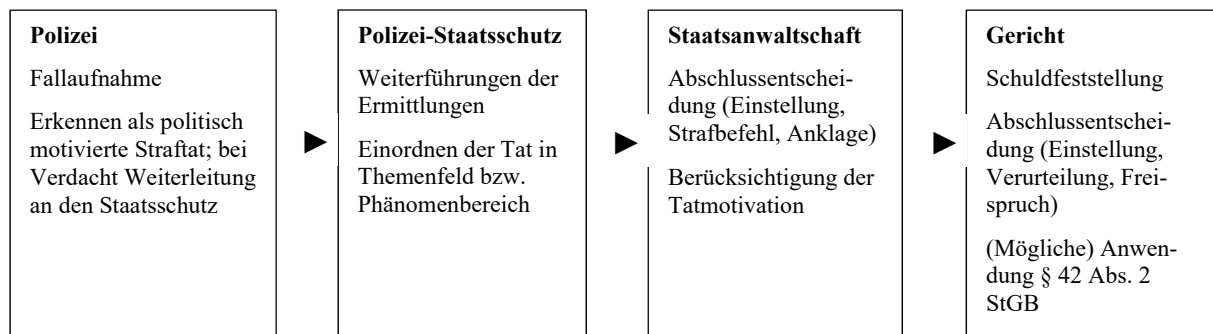 Polizei
Fallaufnahme
Erkennen als politisch
motivierte Straftat; bei
Verdacht Weiterleitung
an den Staatsschutz
Polizei-Staatsschutz
Weiterführungen der
Ermittlungen
Einordnen der Tat in
Themenfeld bzw.
Phänomenbereich
Staatsanwaltschaft
Abschlussentschei-
dung (Einstellung,
Strafbefehl, Anklage)
Berücksichtigung der
Tatmotivation
Gericht
Schuldfeststellung
Abschlussentschei-
dung (Einstellung,
Verurteilung, Frei-
spruch)
(Mögliche) Anwen-
dung § 42 Abs. 2
StGB